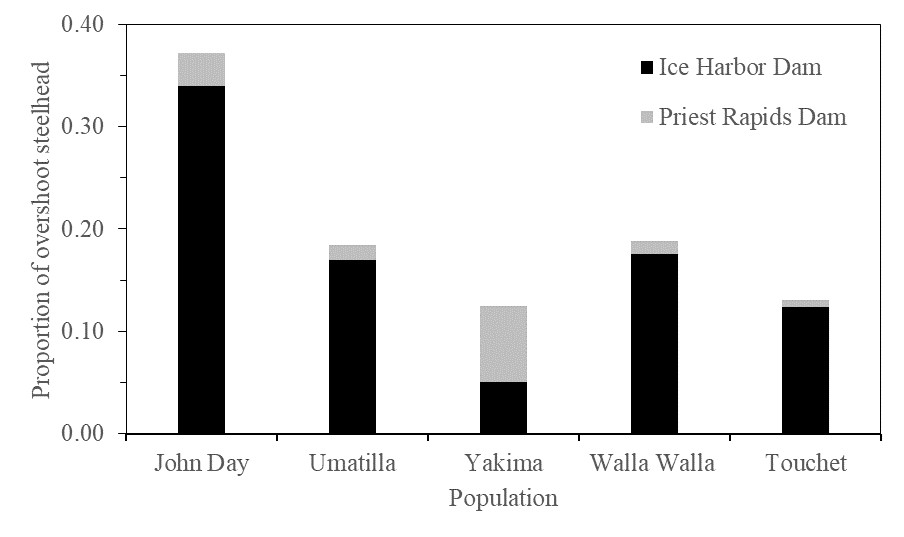 0.40
0.30
0.20
0.10
0.00
Proportion of overshoot steelhead
Ice Harbor Dam
Priest Rapids Dam
John Day Umatilla Yakima Walla Walla Touchet
Population